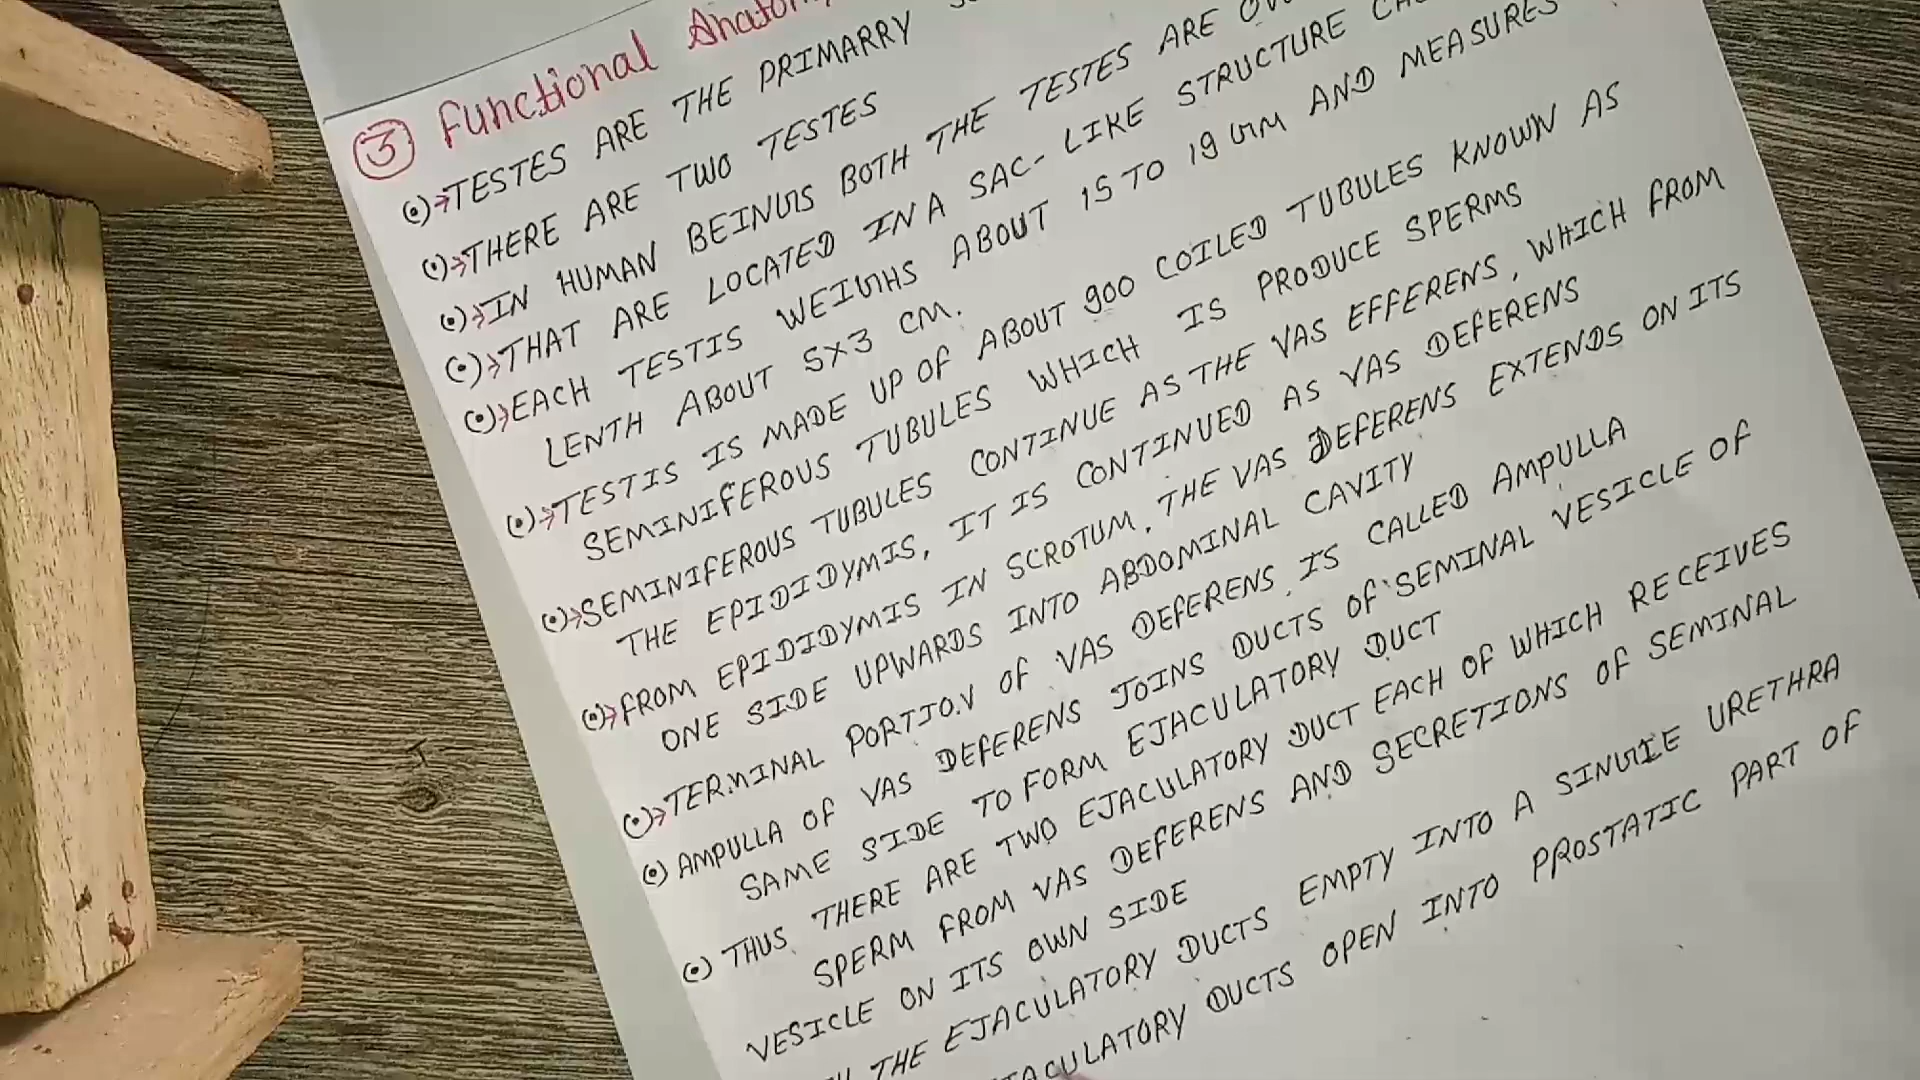 ③ Functional
⊙→TESTES ARE THE PRIMARRY
⊙→THERE ARE TWO TESTES
⊙→IN HUMAN BEINGS BOTH THE TESTES ARE
⊙→THAT ARE LOCATED IN A SAC-LIKE STRUCTURE
⊙→EACH TESTIS WEIGHS ABOUT 15 TO 19 GM AND MEASURES
LENTH ABOUT 5X3 CM.
⊙→TESTIS IS MADE UP OF ABOUT 900 COILED TUBULES KNOWN AS
SEMINIFEROUS TUBULES WHICH IS PRODUCE SPERMS
⊙→SEMINIFEROUS TUBULES CONTINUE AS THE VAS EFFERENS, WHICH FROM
THE EPIDIDYMIS, IT IS CONTINUED AS VAS DEFERENS
⊙→FROM EPIDIDYMIS IN SCROTUM, THE VAS DEFERENS EXTENDS ON ITS
ONE SIDE UPWARDS INTO ABDOMINAL CAVITY
⊙→TERMINAL PORTION OF VAS DEFERENS IS CALLED AMPULLA
⊙ AMPULLA OF VAS DEFERENS JOINS DUCTS OF SEMINAL VESICLE OF
SAME SIDE TO FORM EJACULATORY DUCT
⊙ THUS, THERE ARE TWO EJACULATORY DUCT EACH OF WHICH RECEIVES
SPERM FROM VAS DEFERENS AND SECRETIONS OF SEMINAL
VESICLE ON ITS OWN SIDE
THE EJACULATORY DUCTS EMPTY INTO A SINGLE URETHRA
DUCTS OPEN INTO PROSTATIC PART OF